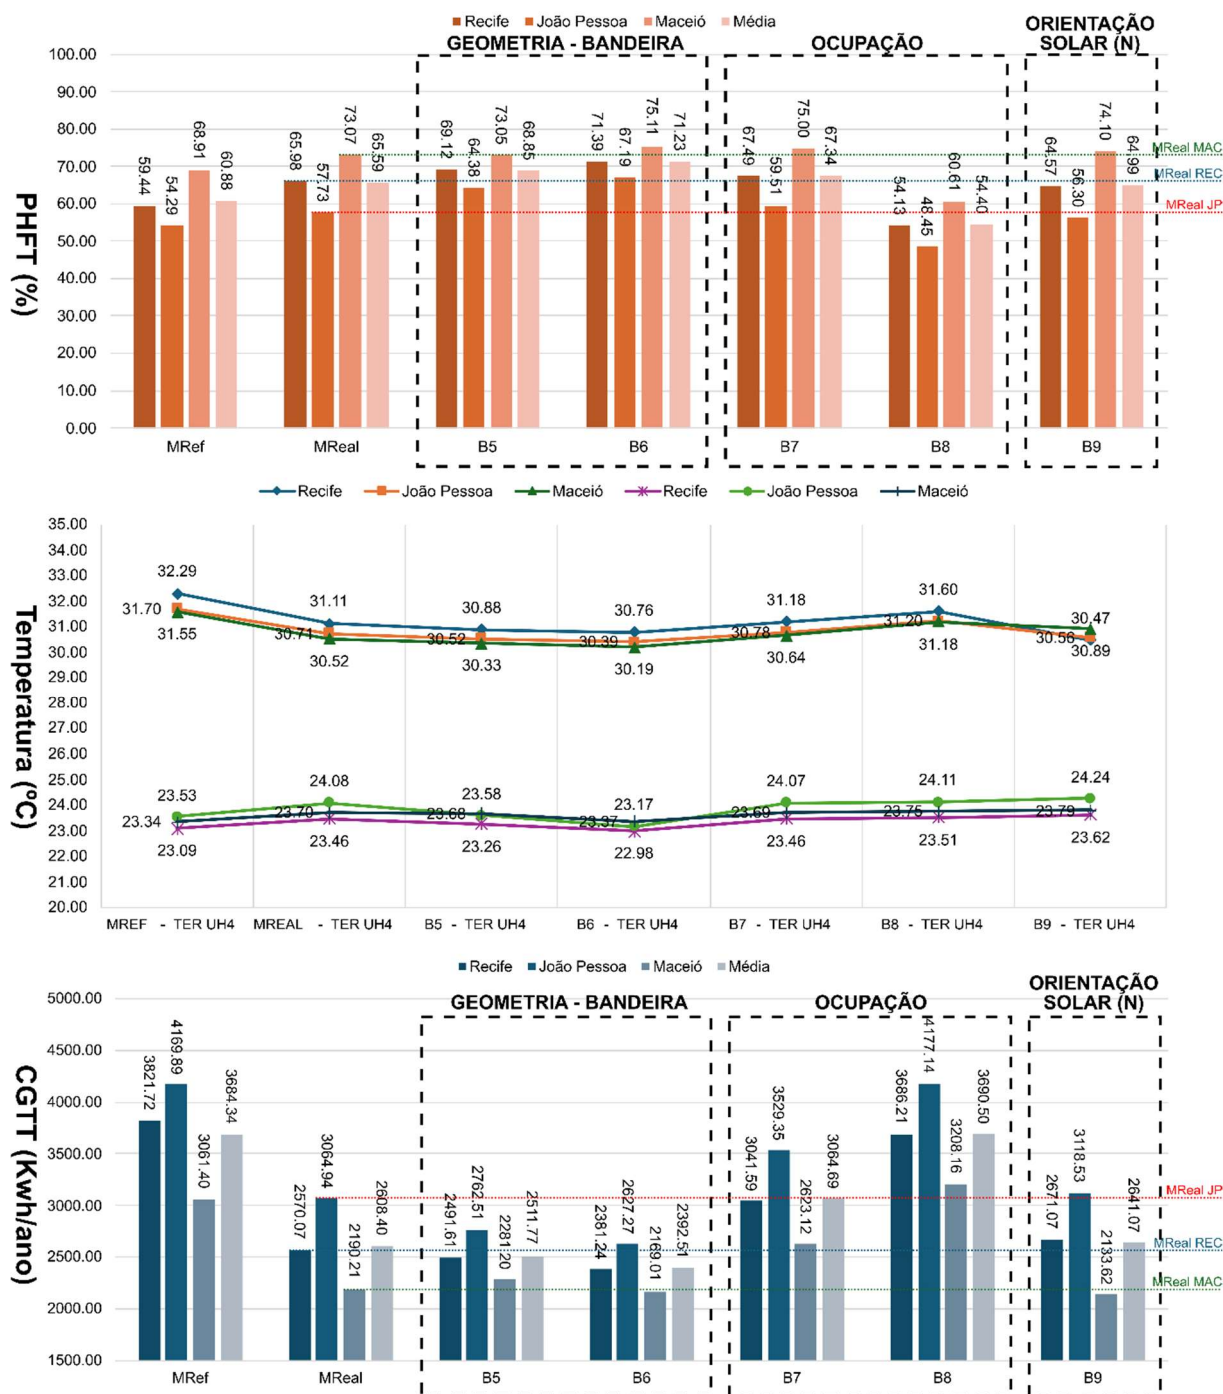 Recife João Pessoa Maceió Média
GEOMETRIA - BANDEIRA
OCUPAÇÃO
ORIENTAÇÃO
SOLAR (N)
PHFT (%)
100.00
90.00
80.00
70.00
60.00
50.00
40.00
30.00
20.00
10.00
0.00
59.44 54.29 68.91 60.88
65.98 57.73 73.07 65.59
69.12 64.38 73.05 68.85
71.39 67.19 75.11 71.23
67.49 59.51 75.00 67.34
54.13 48.45 60.61 54.40
64.57 56.30 74.10 64.99
MReal MAC
MReal REC
MReal JP
MRef MReal B5 B6 B7 B8 B9
Recife João Pessoa Maceió Recife João Pessoa Maceió
Temperatura (ºC)
35.00
34.00
33.00
32.00
31.00
30.00
29.00
28.00
27.00
26.00
25.00
24.00
23.00
22.00
21.00
20.00
32.29 31.11 30.88 30.76 31.18 31.60 30.47
31.70 30.71 30.52 30.39 30.78 31.20 30.56
31.55 30.52 30.33 30.19 30.64 31.18 30.89
23.53 24.08 23.58 23.17 24.07 24.11 24.24
23.34 23.70 23.68 23.37 23.69 23.75 23.79
23.09 23.46 23.26 22.98 23.46 23.51 23.62
MREF - TER UH4 MREAL - TER UH4 B5 - TER UH4 B6 - TER UH4 B7 - TER UH4 B8 - TER UH4 B9 - TER UH4
Recife João Pessoa Maceió Média
GEOMETRIA - BANDEIRA
OCUPAÇÃO
ORIENTAÇÃO
SOLAR (N)
CGTT (Kwh/ano)
5000.00
4500.00
4000.00
3500.00
3000.00
2500.00
2000.00
1500.00
3821.72 4169.89 3061.40 3684.34
2570.07 3064.94 2190.21 2608.40
2491.61 2762.51 2281.20 2511.77
2381.24 2627.27 2169.01 2392.51
3041.59 3529.35 2623.12 3064.69
3686.21 4177.14 3208.16 3690.50
2671.07 3118.53 2133.62 2641.07
MReal JP
MReal REC
MReal MAC
MRef MReal B5 B6 B7 B8 B9